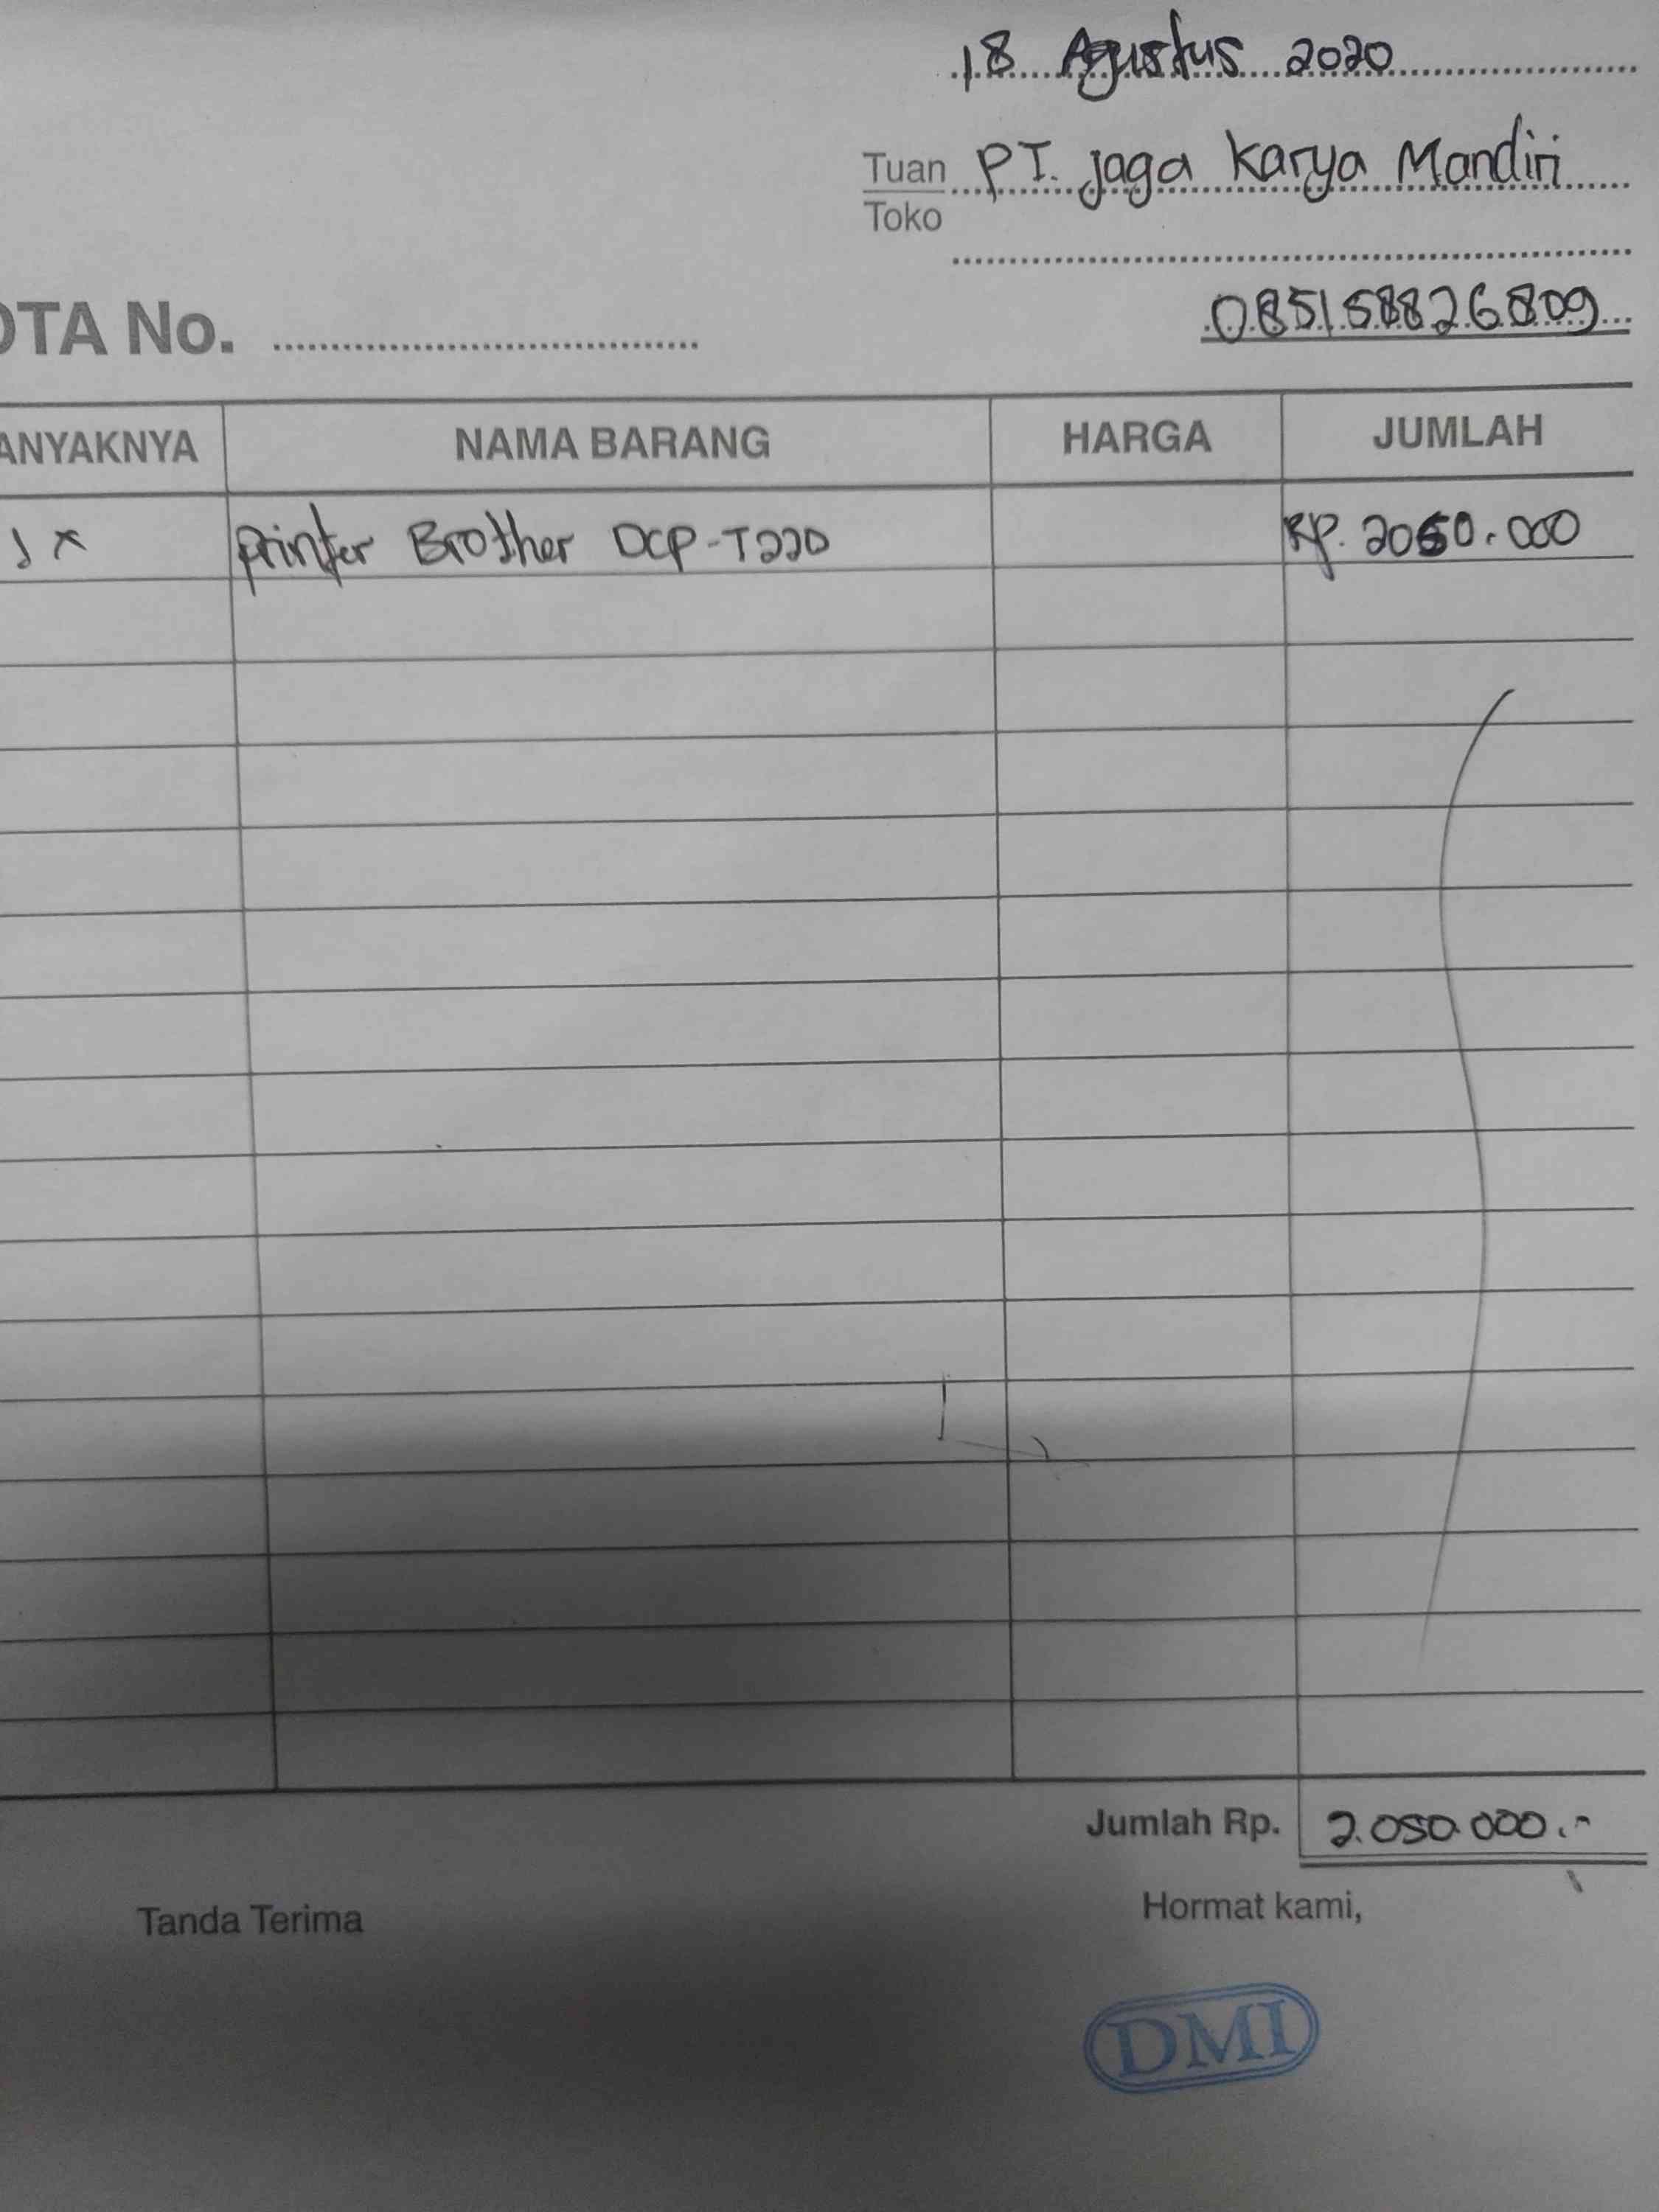 18 Agustus 2020
Tuan PT. jaga Karya Mandiri
Toko
OTA No.
085158826809
ANYAKNYA NAMA BARANG HARGA JUMLAH
1 x printer Brother DCP-T220 Rp. 2050.000
Jumlah Rp. 2.050.000.-
Tanda Terima Hormat kami,
DMI